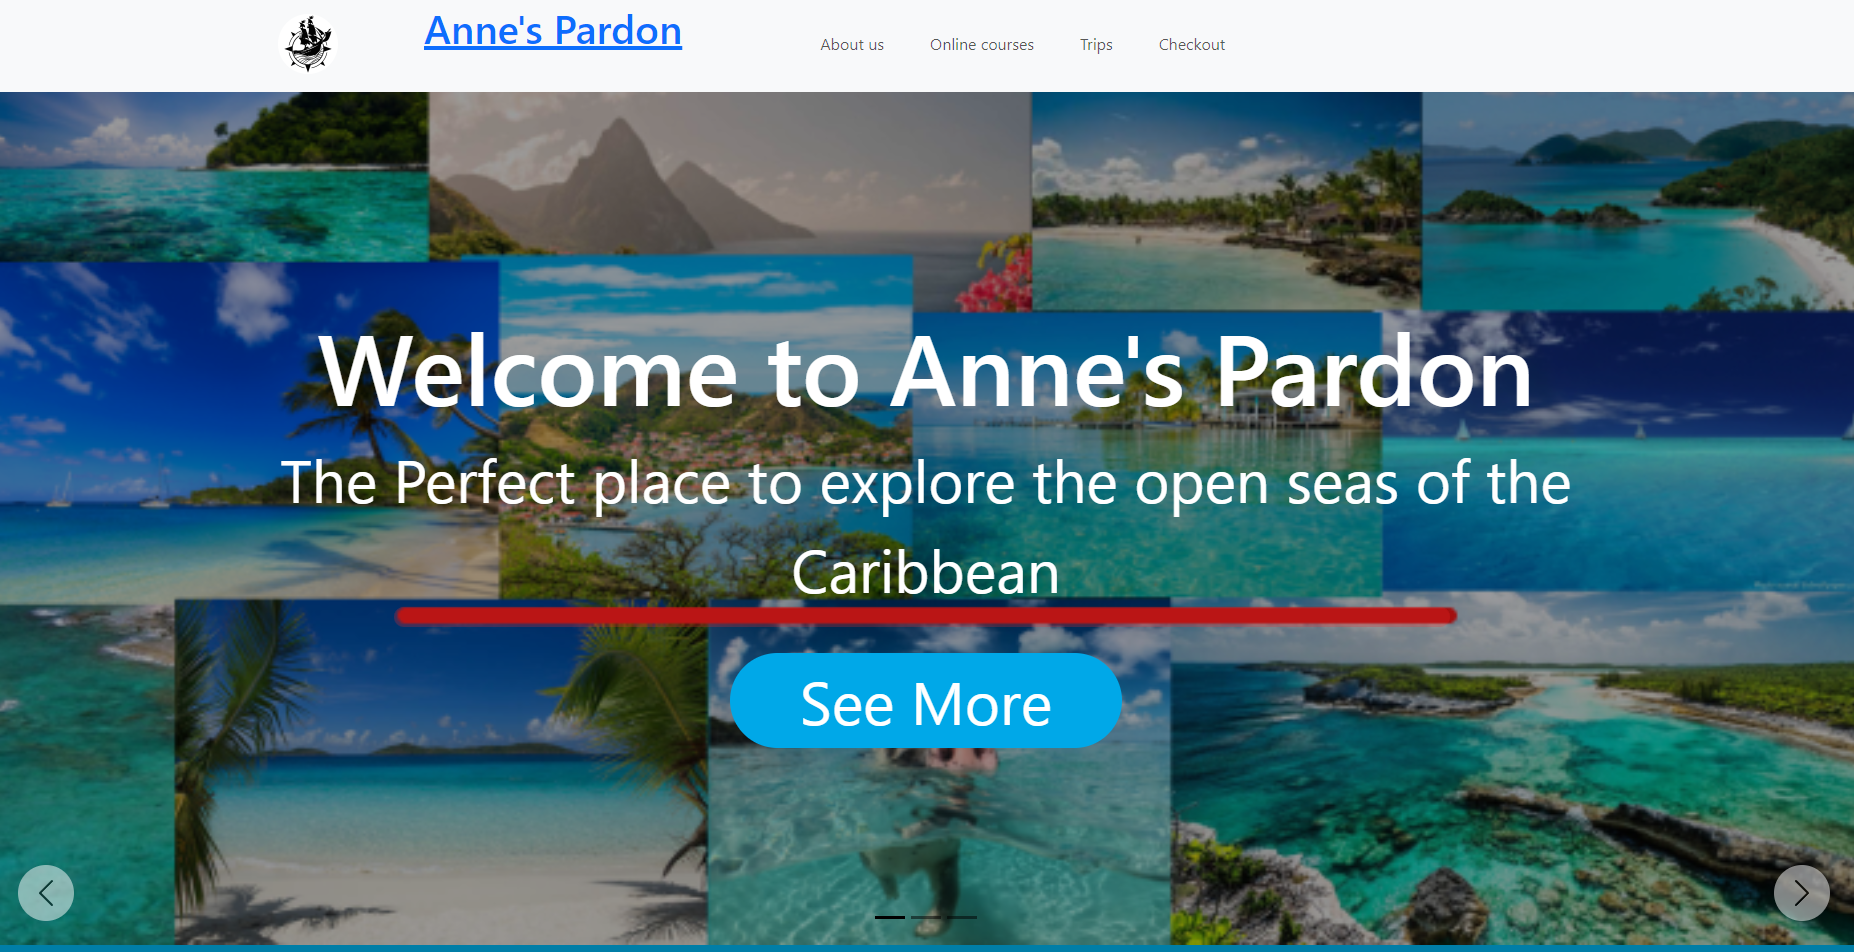 Anne's Pardon
About us
Online courses
Trips
Checkout
Welcome to Anne's Pardon
The Perfect place to explore the open seas of the
Caribbean
See More